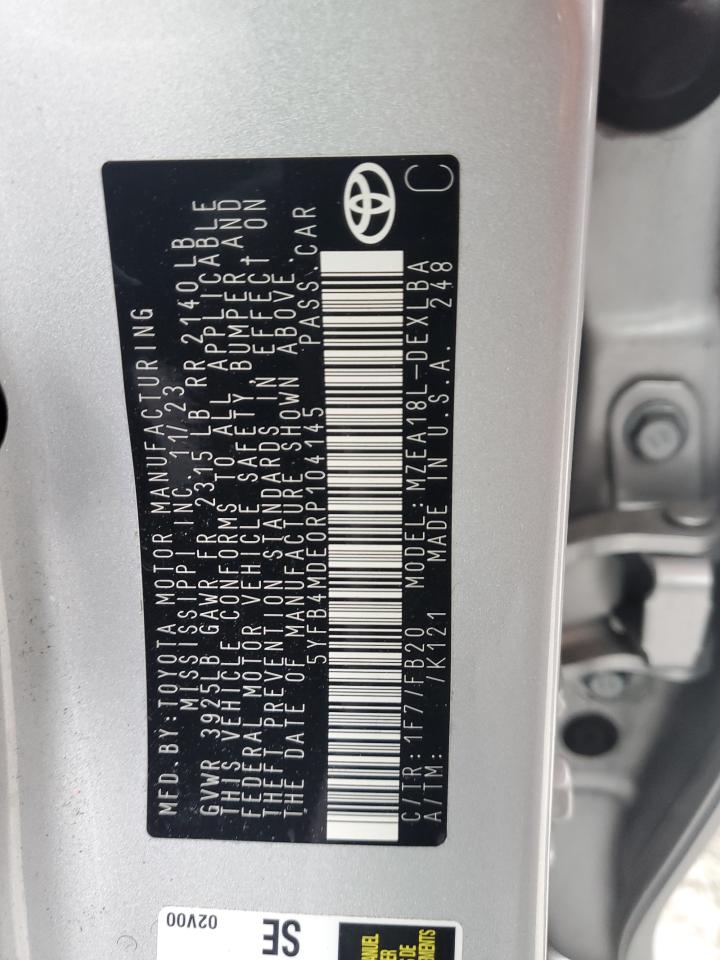 MFD.BY:TOYOTA MOTOR MANUFACTURING
MISSISSIPPI INC. 11/23
GVWR 3925LB GAWR FR 2315 LB RR 2140LB
THIS VEHICLE CONFORMS TO ALL APPLICABLE
FEDERAL MOTOR VEHICLE SAFETY, BUMPER AND
THEFT PREVENTION STANDARDS IN EFFECT ON
THE DATE OF MANUFACTURE SHOWN ABOVE.
5YFB4MDE0RP104145 PASS.CAR
C/TR:1F7/FB20 MODEL:MZEA18L-DEXLBA
A/TM: /K121 MADE IN U.S.A. 248
C
02V00
SE